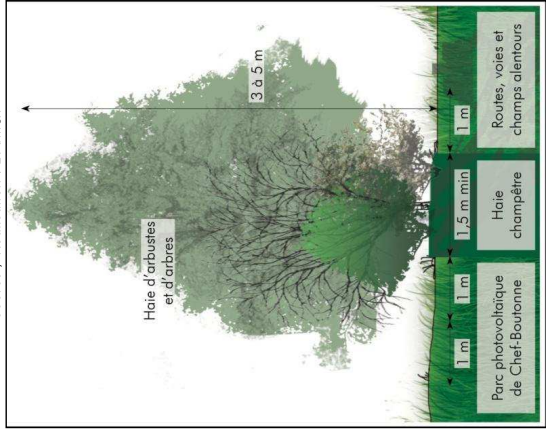 Haie d'arbustes
et d'arbres
3 à 5 m
1 m
1 m
1,5 m min
1 m
Parc photovoltaïque
de Chef-Boutonne
Haie
champêtre
Routes, voies et
champs alentours